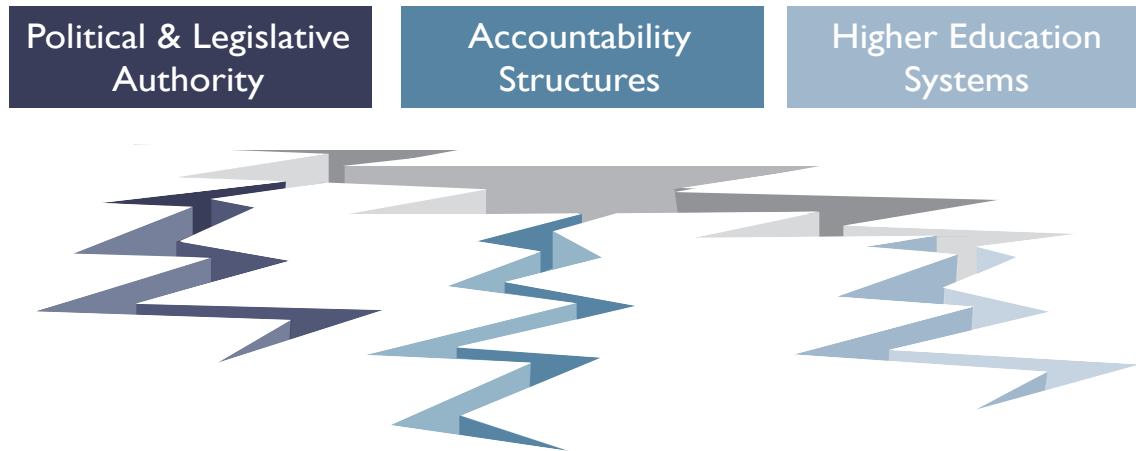 Political & Legislative
Authority
Accountability
Structures
Higher Education
Systems